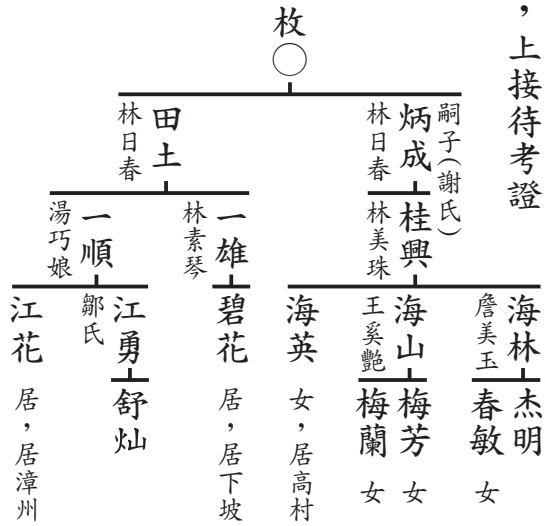 ，上接待考證
枚
嗣子(謝氏)
炳成
林日春
田土
林日春
桂興
林美珠
一雄
林素琴
一順
湯巧娘
海林
詹美玉
海山
王奚艷
海英 女，居高村
碧花 居，居下坡
江勇
鄒氏
江花 居，居漳州
杰明
春敏 女
梅芳 女
梅蘭 女
舒灿